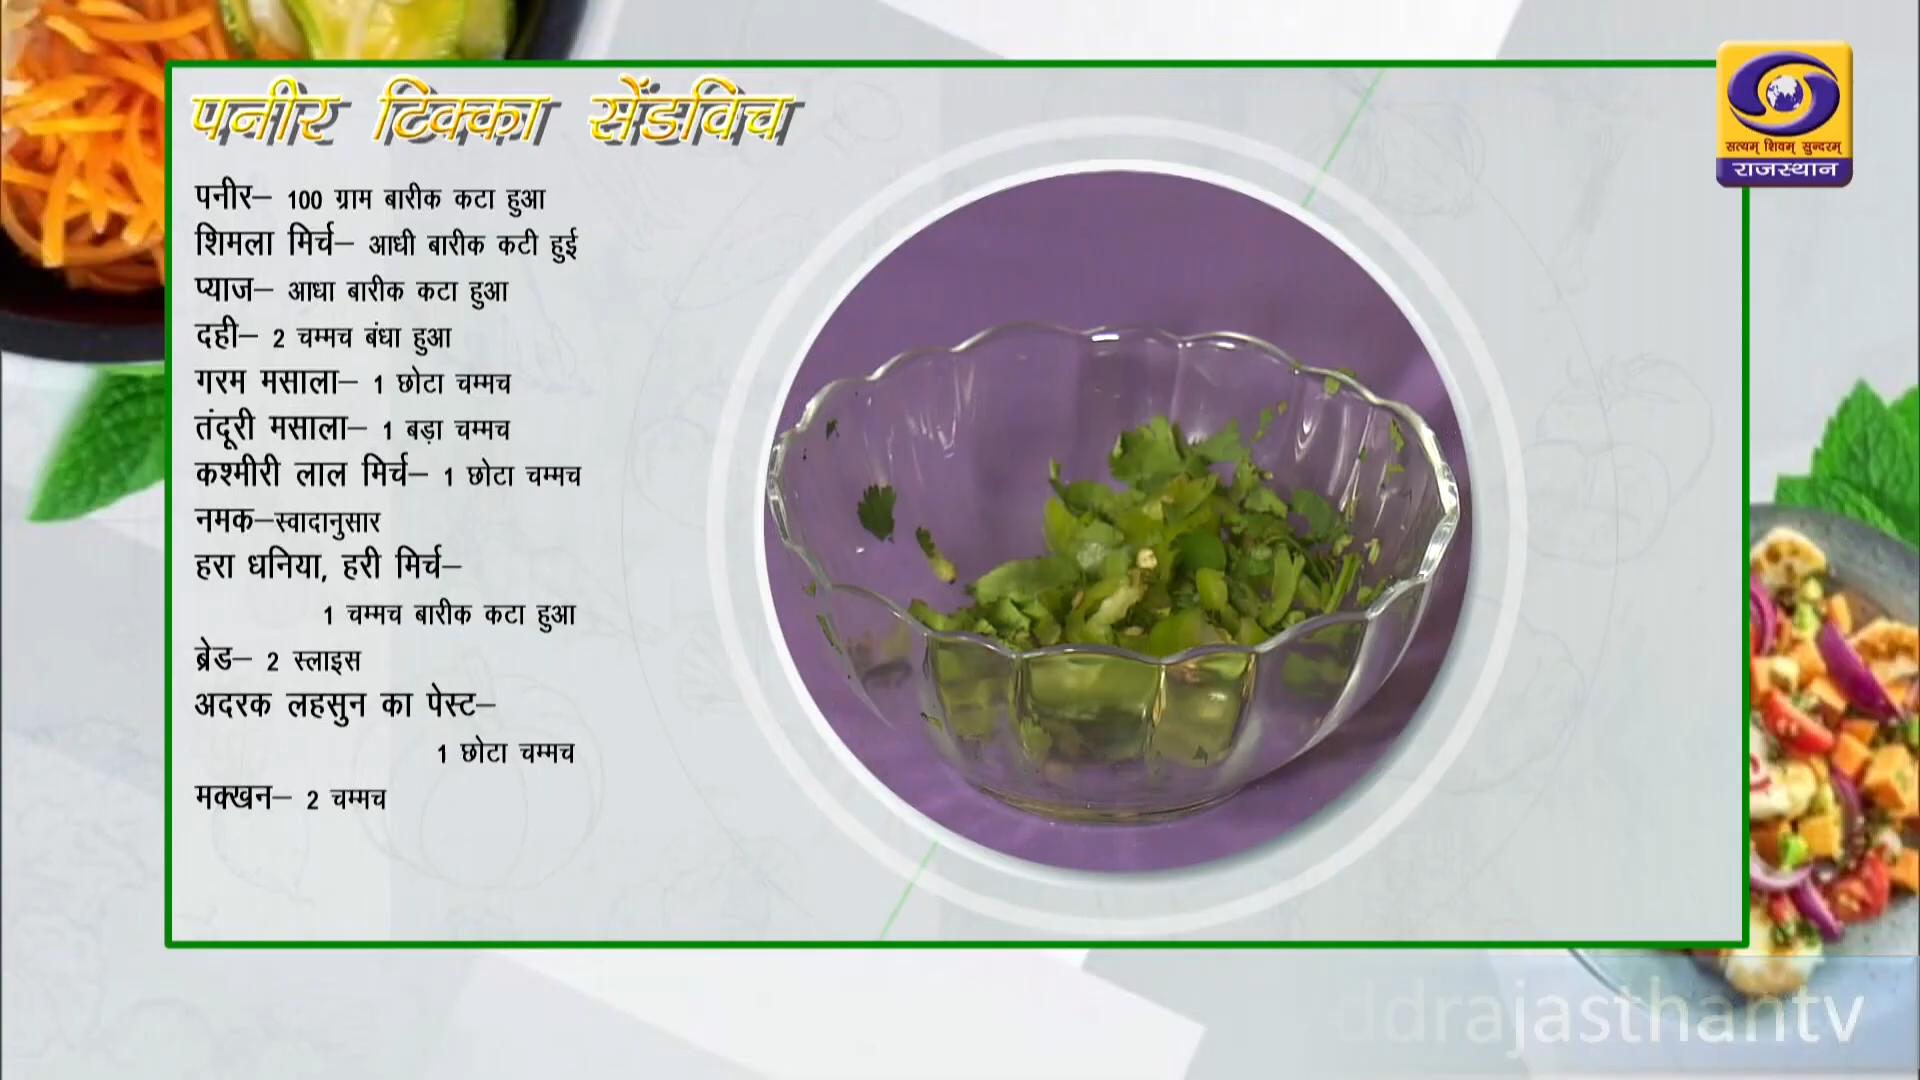 पनीर टिक्का सेंडविच
सत्यम् शिवम् सुन्दरम्
राजस्थान
पनीर– 100 ग्राम बारीक कटा हुआ
शिमला मिर्च– आधी बारीक कटी हुई
प्याज– आधा बारीक कटा हुआ
दही– 2 चम्मच बंधा हुआ
गरम मसाला– 1 छोटा चम्मच
तंदूरी मसाला– 1 बड़ा चम्मच
कश्मीरी लाल मिर्च– 1 छोटा चम्मच
नमक–स्वादानुसार
हरा धनिया, हरी मिर्च–
1 चम्मच बारीक कटा हुआ
ब्रेड– 2 स्लाइस
अदरक लहसुन का पेस्ट–
1 छोटा चम्मच
मक्खन– 2 चम्मच
ddrajasthantv